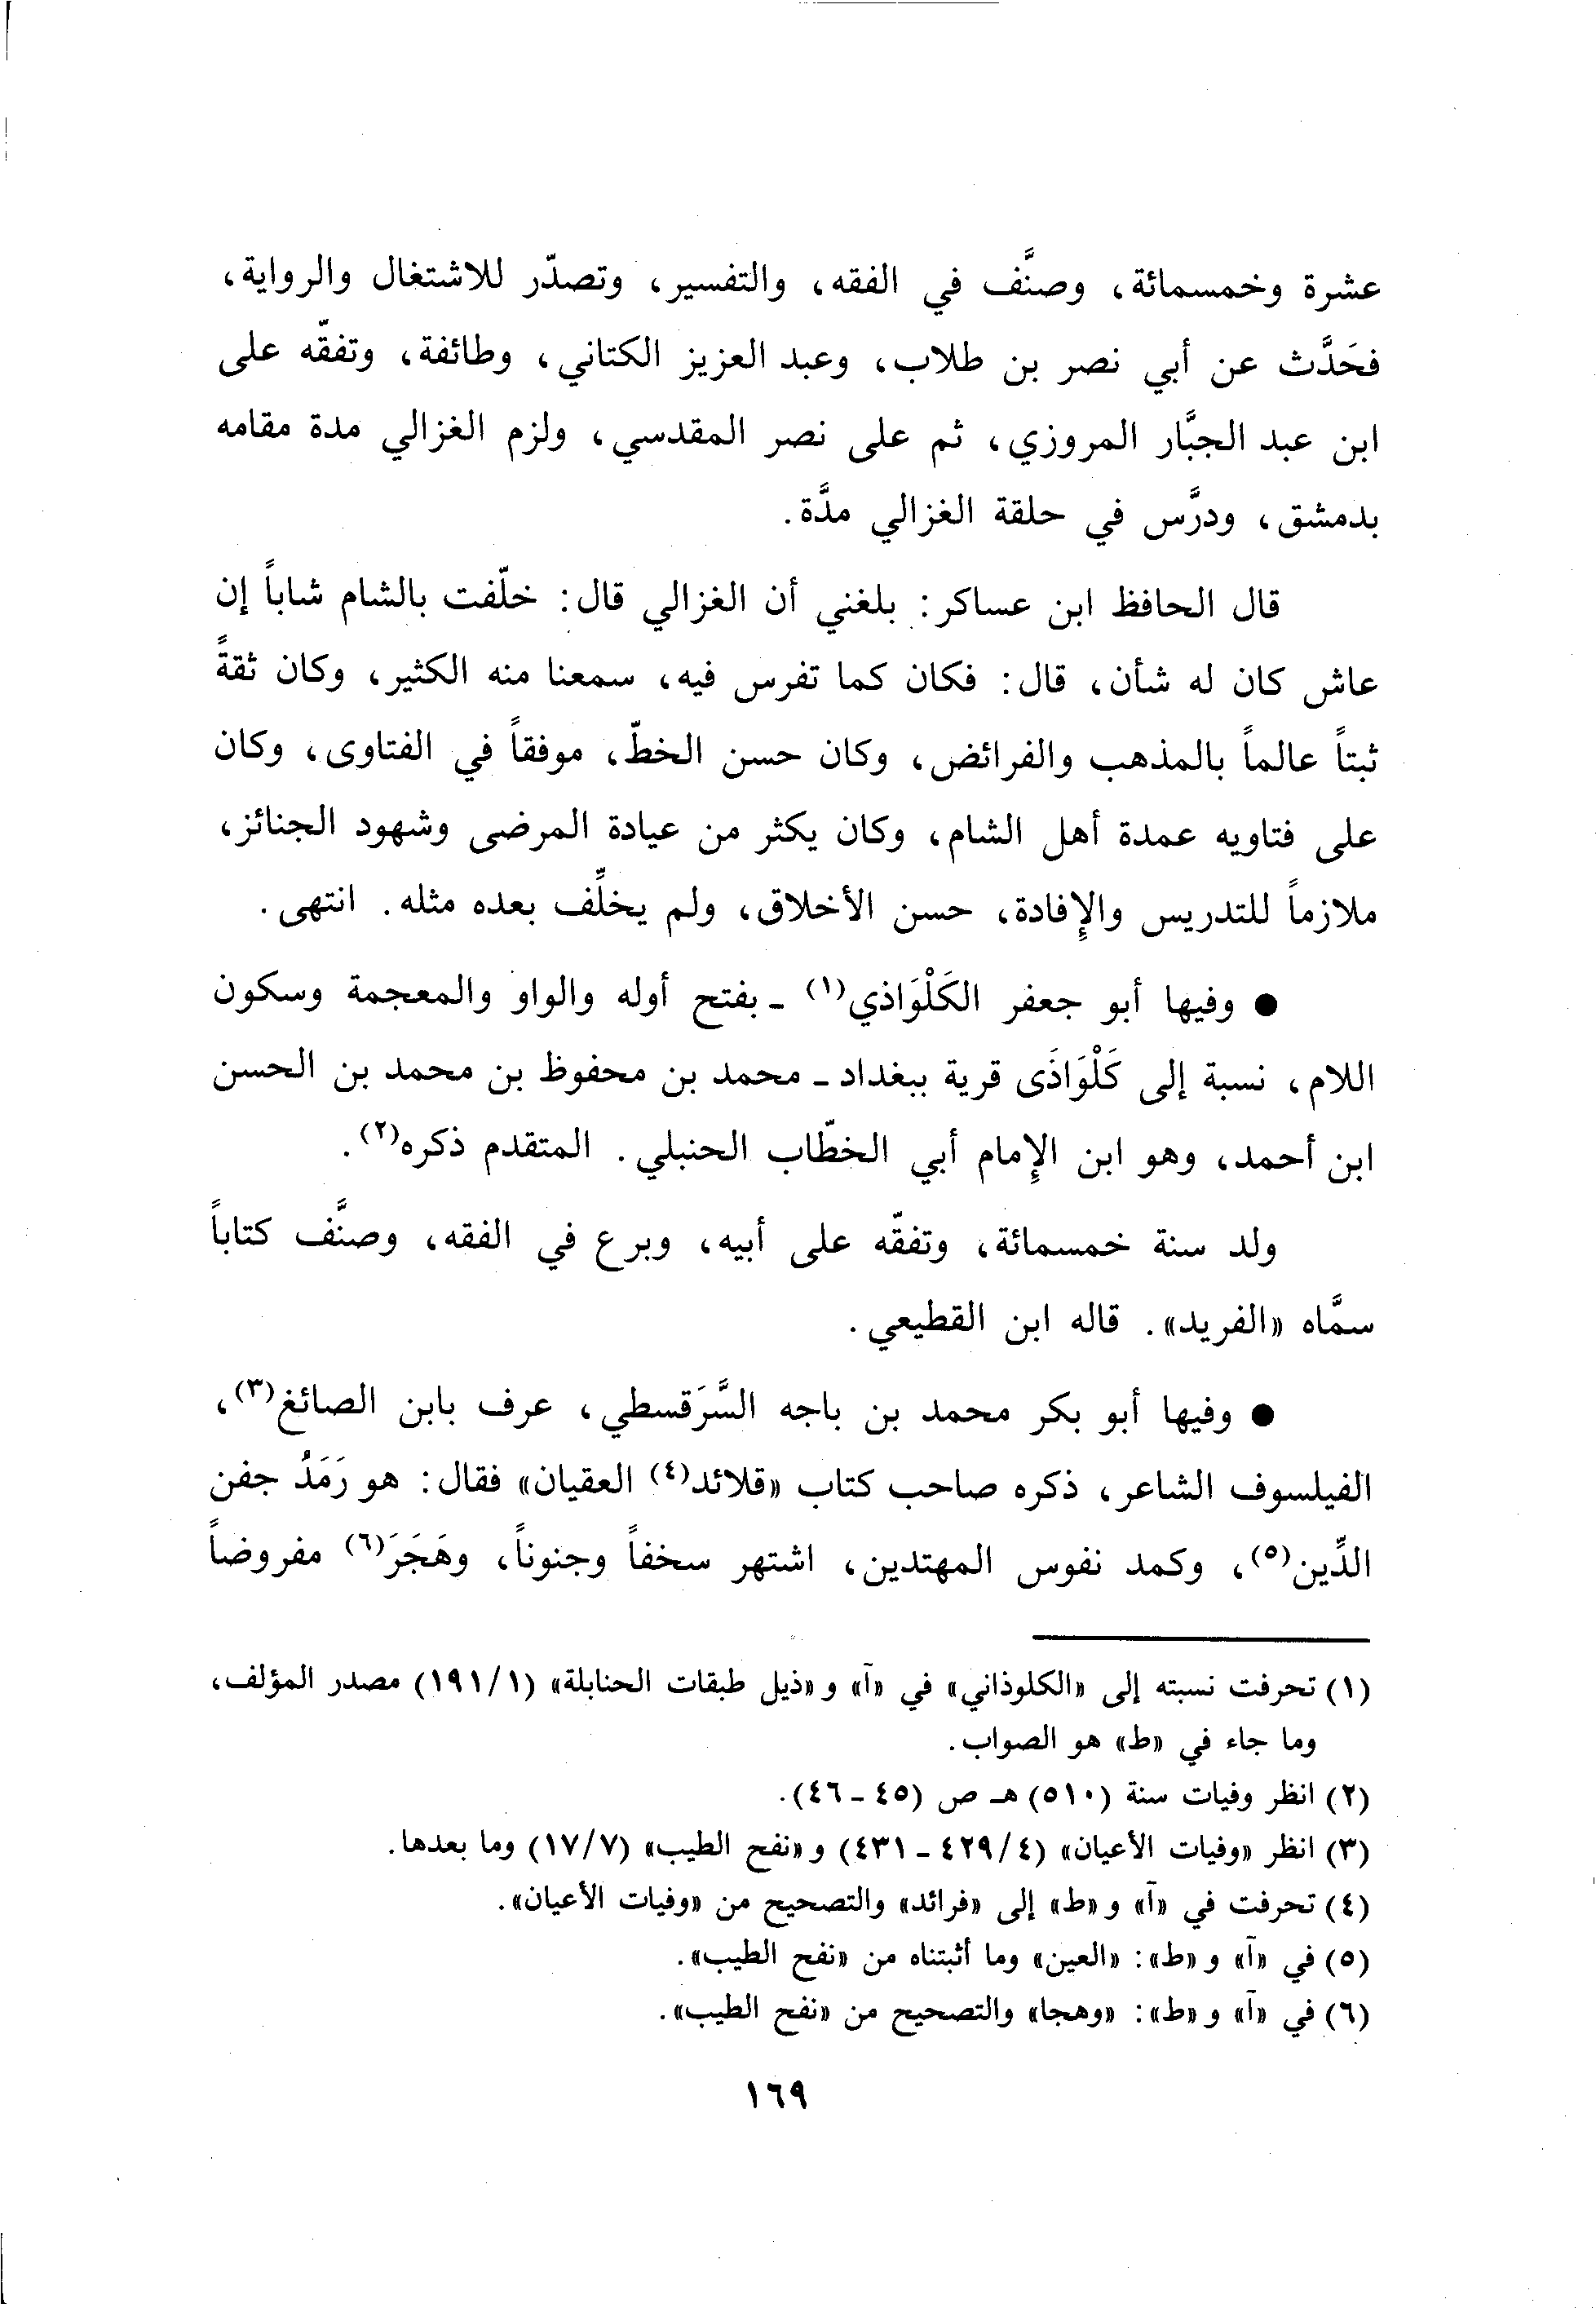 عشرة وخمسمائة، وصنَّف في الفقه، والتفسير، وتصدّر للاشتغال والرواية،
فحَدَّث عن أبي نصر بن طلاب، وعبد العزيز الكتاني، وطائفة، وتفقّه على
ابن عبد الجبَّار المروزي، ثم على نصر المقدسي، ولزم الغزالي مدة مقامه
بدمشق، ودرَّس في حلقة الغزالي مدَّة.
قال الحافظ ابن عساكر: بلغني أن الغزالي قال: خلّفت بالشام شاباً إن
عاش كان له شأن، قال: فكان كما تفرس فيه، سمعنا منه الكثير، وكان ثقةً
ثبتاً عالماً بالمذهب والفرائض، وكان حسن الخطّ، موفقاً في الفتاوى، وكان
على فتاويه عمدة أهل الشام، وكان يكثر من عيادة المرضى وشهود الجنائز،
ملازماً للتدريس والإِفادة، حسن الأخلاق، ولم يخلِّف بعده مثله. انتهى.
● وفيها أبو جعفر الكَلْوَاذي(١) ـ بفتح أوله والواو والمعجمة وسكون
اللام، نسبة إلى كَلْوَاذَى قرية ببغداد ـ محمد بن محفوظ بن محمد بن الحسن
ابن أحمد، وهو ابن الإِمام أبي الخطّاب الحنبلي. المتقدم ذكره(٢).
ولد سنة خمسمائة، وتفقّه على أبيه، وبرع في الفقه، وصنَّف كتاباً
سمَّاه «الفريد». قاله ابن القطيعي.
● وفيها أبو بكر محمد بن باجه السَّرَقسطي، عرف بابن الصائغ(٣)،
الفيلسوف الشاعر، ذكره صاحب كتاب «قلائد(٤) العقيان» فقال: هو رَمَدُ جفن
الدِّين(٥)، وكمد نفوس المهتدين، اشتهر سخفاً وجنوناً، وهَجَرَ(٦) مفروضاً
(١) تحرفت نسبته إلى «الكلوذاني» في «آ» و «ذيل طبقات الحنابلة» (١٩١/١) مصدر المؤلف،
وما جاء في «ط» هو الصواب.
(٢) انظر وفيات سنة (٥١٠) هـ ص (٤٥ ـ ٤٦).
(٣) انظر «وفيات الأعيان» (٤٢٩/٤ ـ ٤٣١) و «نفح الطيب» (١٧/٧) وما بعدها.
(٤) تحرفت في «آ» و «ط» إلى «فرائد» والتصحيح من «وفيات الأعيان».
(٥) في «آ» و «ط»: «العين» وما أثبتناه من «نفح الطيب».
(٦) في «آ» و «ط»: «وهجا» والتصحيح من «نفح الطيب».
١٦٩